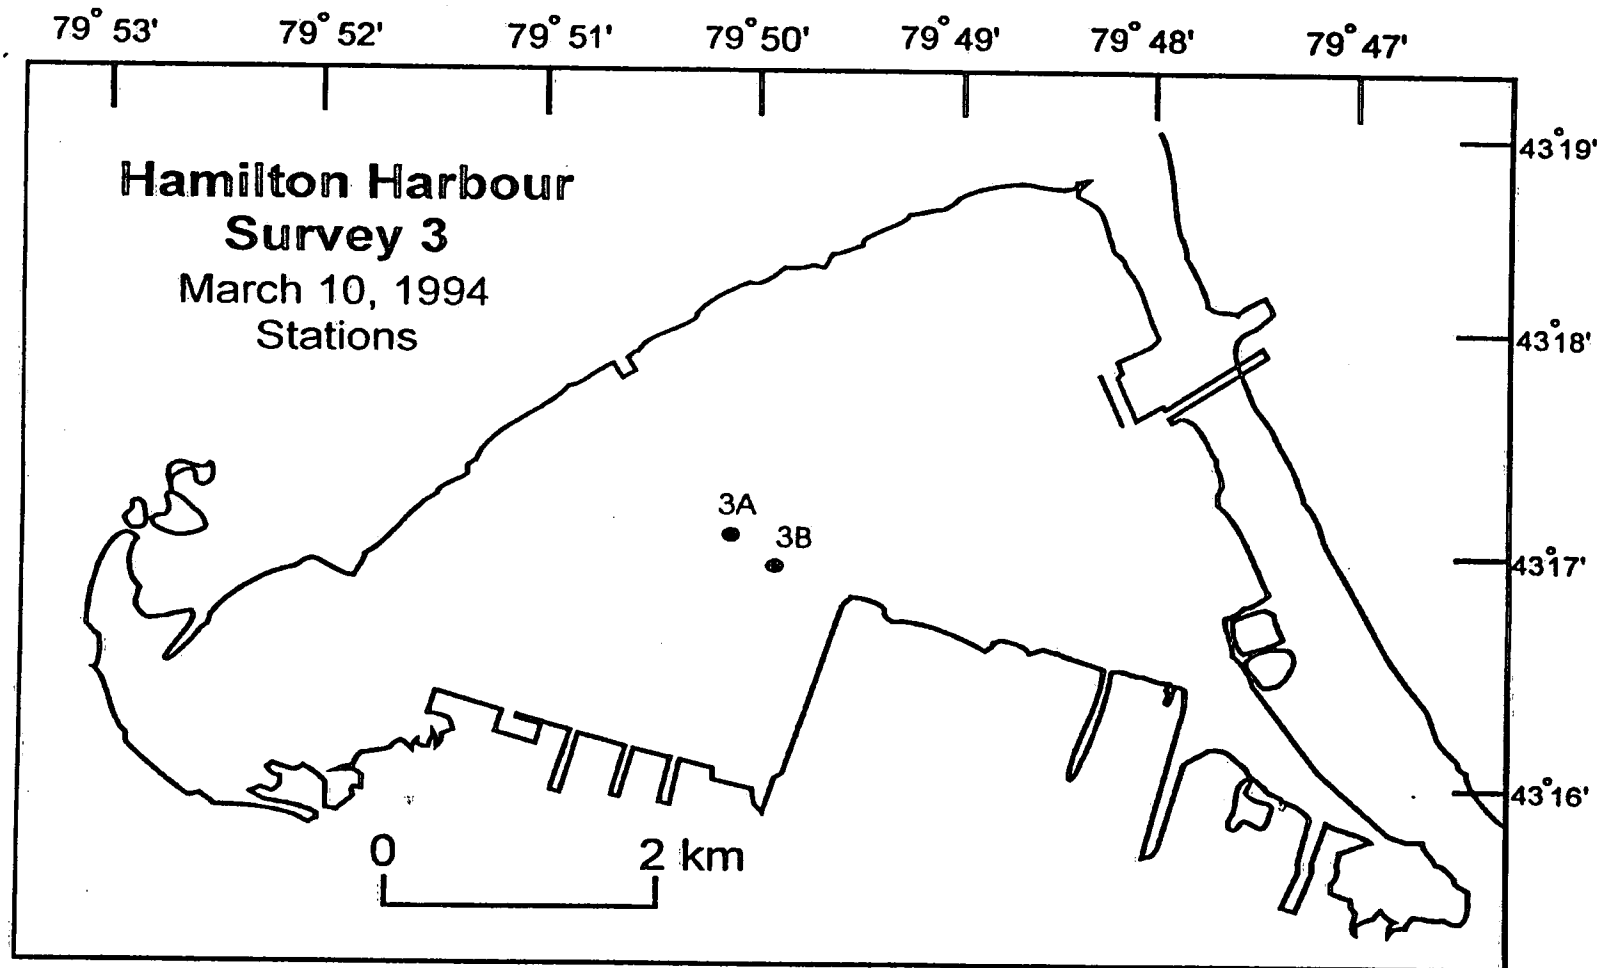 79°53' 79°52' 79°51' 79°50' 79°49' 79°48' 79°47'
43°19'
Hamilton Harbour
Survey 3
March 10, 1994
Stations
43°18'
3A
3B
43°17'
43°16'
0 2 km